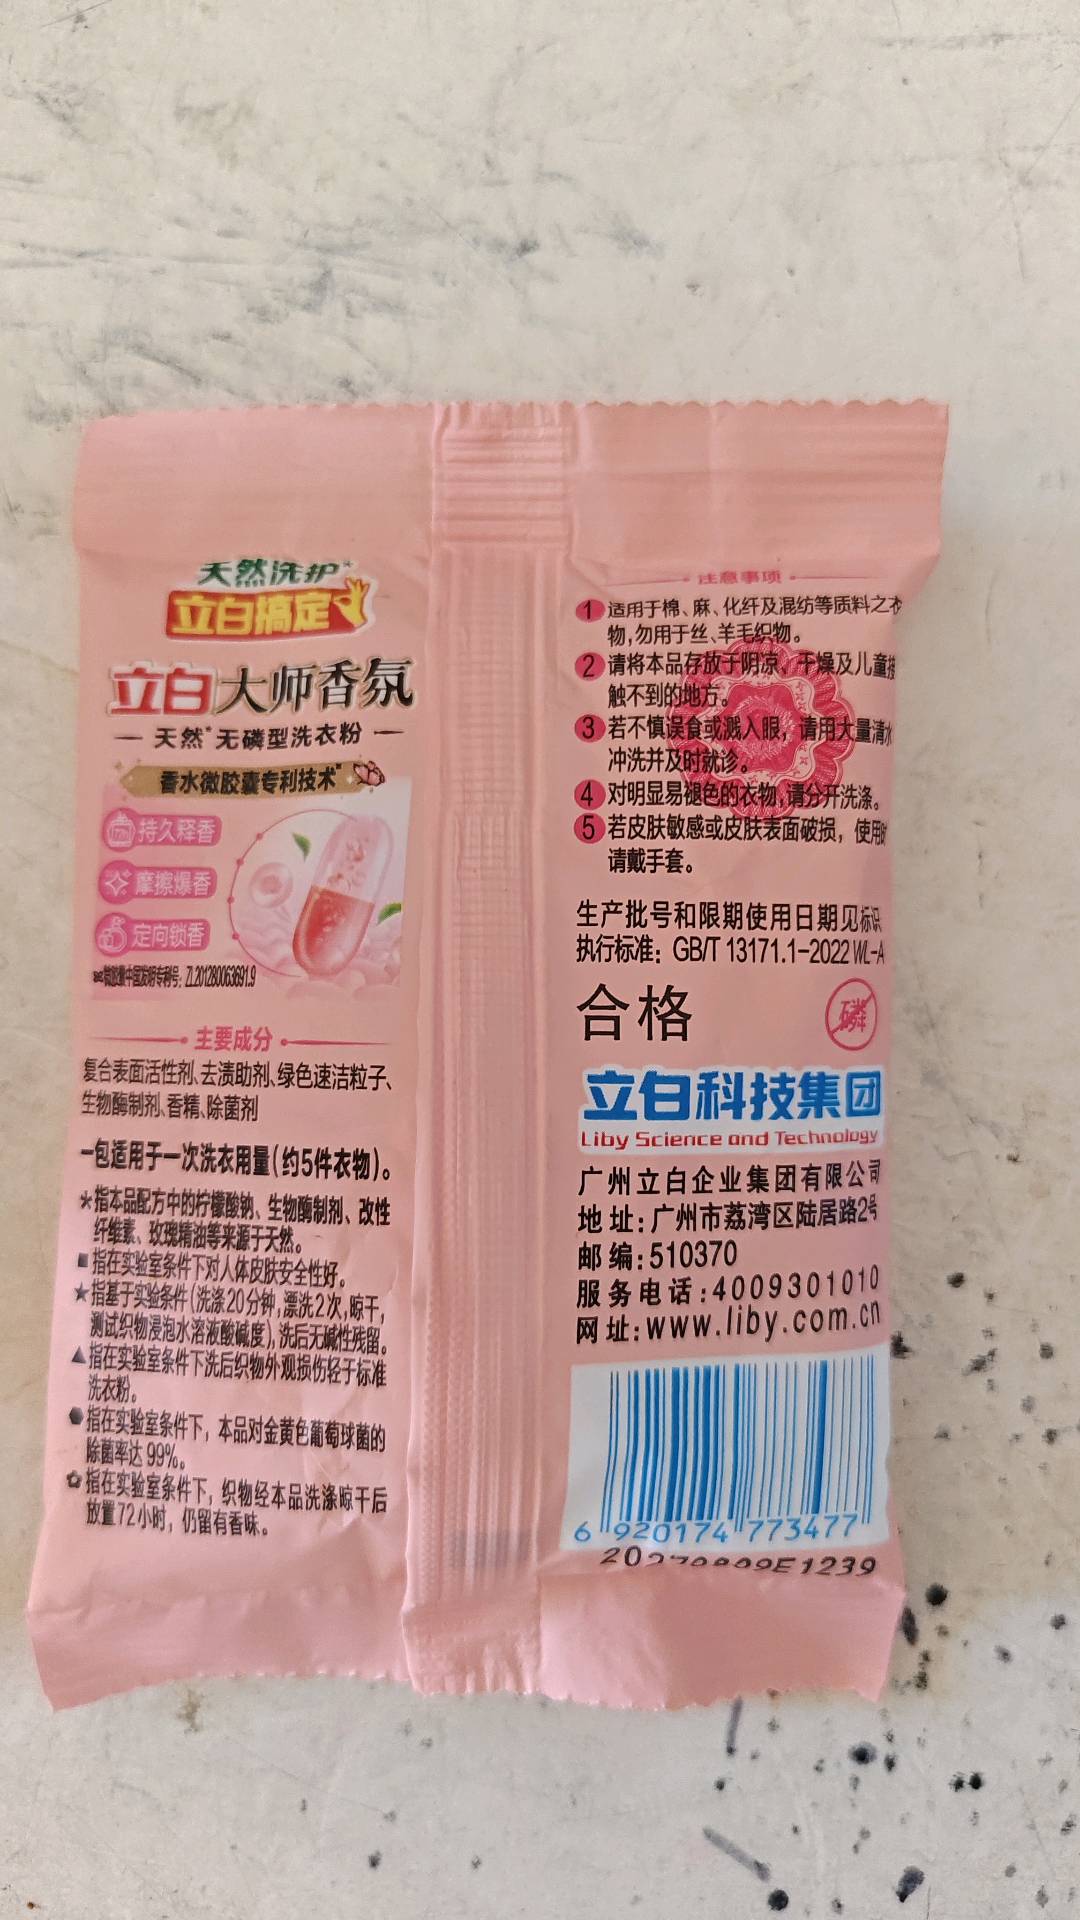 天然洗护*
立白搞定
立白大师香氛
天然*无磷型洗衣粉
香水微胶囊专利技术
持久释香
摩擦爆香
定向锁香
微胶囊中国发明专利号: ZL201280063691.9
主要成分
复合表面活性剂、去渍助剂、绿色速洁粒子、
生物酶制剂、香精、除菌剂
一包适用于一次洗衣用量(约5件衣物)。
*指本品配方中的柠檬酸钠、生物酶制剂、改性
纤维素、玫瑰精油等来源于天然。
■指在实验室条件下对人体皮肤安全性好。
★指基于实验条件(洗涤20分钟,漂洗2次,晾干,
测试织物浸泡水溶液酸碱度),洗后无碱性残留。
▲指在实验室条件下洗后织物外观损伤轻于标准
洗衣粉。
⬢指在实验室条件下，本品对金黄色葡萄球菌的
除菌率达 99%。
✿指在实验室条件下，织物经本品洗涤晾干后
放置72小时，仍留有香味。
注意事项
1 适用于棉、麻、化纤及混纺等质料之衣
物,勿用于丝、羊毛织物。
2 请将本品存放于阴凉、干燥及儿童接
触不到的地方。
3 若不慎误食或溅入眼，请用大量清水
冲洗并及时就诊。
4 对明显易褪色的衣物,请分开洗涤。
5 若皮肤敏感或皮肤表面破损，使用时
请戴手套。
生产批号和限期使用日期见标识
执行标准：GB/T 13171.1-2022 WL-A
合格
磷
立白科技集团
Liby Science and Technology
广州立白企业集团有限公司
地址:广州市荔湾区陆居路2号
邮编:510370
服务电话:4009301010
网址:www.liby.com.cn
6 920174 773477